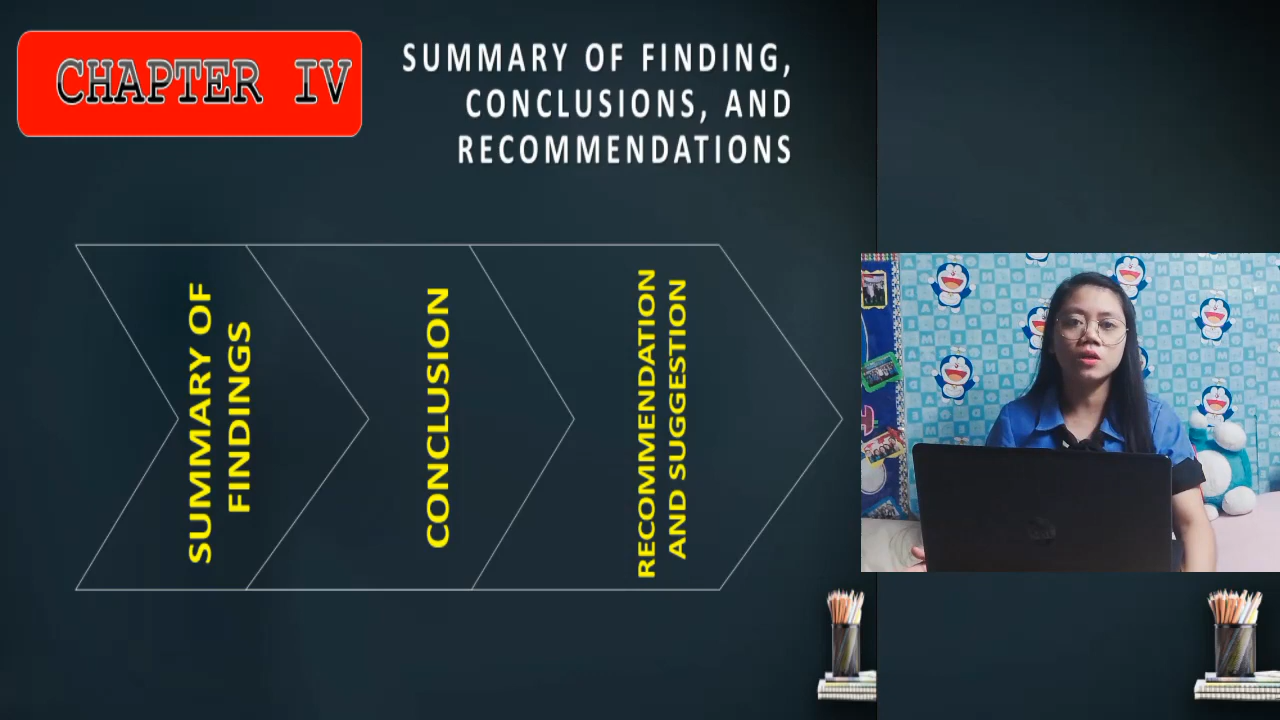 CHAPTER IV
SUMMARY OF FINDING,
CONCLUSIONS, AND
RECOMMENDATIONS
SUMMARY OF
FINDINGS
CONCLUSION
RECOMMENDATION
AND SUGGESTION